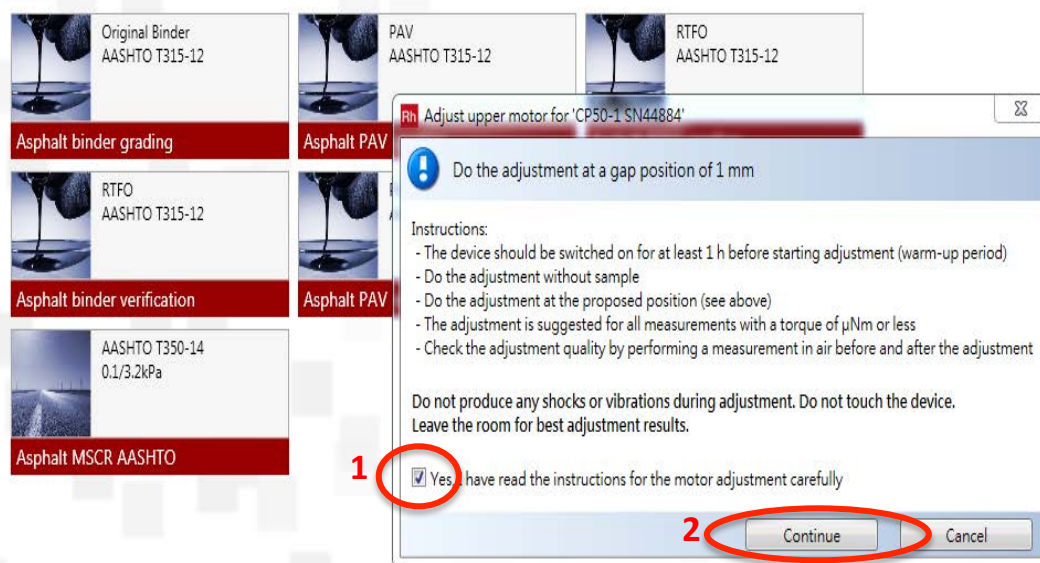 Original Binder
AASHTO T315-12
Asphalt binder grading
PAV
AASHTO T315-12
Asphalt PAV
RTFO
AASHTO T315-12
RTFO
AASHTO T315-12
Asphalt binder verification
Asphalt PAV
AASHTO T350-14
0.1/3.2kPa
Asphalt MSCR AASHTO
Rh Adjust upper motor for 'CP50-1 SN44884'
Do the adjustment at a gap position of 1 mm
Instructions:
- The device should be switched on for at least 1 h before starting adjustment (warm-up period)
- Do the adjustment without sample
- Do the adjustment at the proposed position (see above)
- The adjustment is suggested for all measurements with a torque of µNm or less
- Check the adjustment quality by performing a measurement in air before and after the adjustment
Do not produce any shocks or vibrations during adjustment. Do not touch the device.
Leave the room for best adjustment results.
1
Yes have read the instructions for the motor adjustment carefully
2
Continue
Cancel